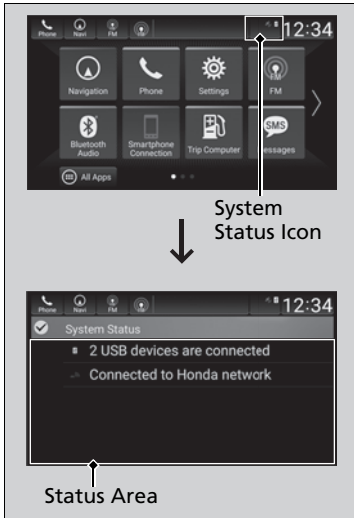 Phone Navi FM 12:34
Navigation Phone Settings FM
SMS
Bluetooth Smartphone Trip Computer Messages
Audio Connection
All Apps
System
Status Icon
Phone Navi FM 12:34
System Status
2 USB devices are connected
Connected to Honda network
Status Area